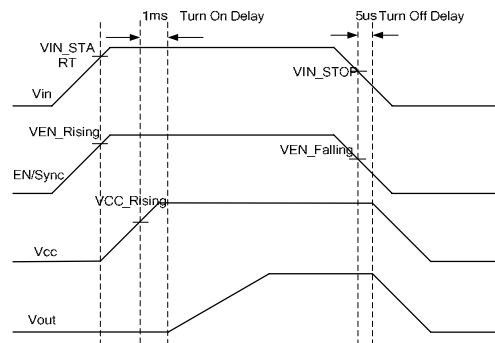 1ms Turn On Delay
5us Turn Off Delay
VIN_STA
RT
VIN_STOP
Vin
VEN_Rising
VEN_Falling
EN/Sync
VCC_Rising
Vcc
Vout